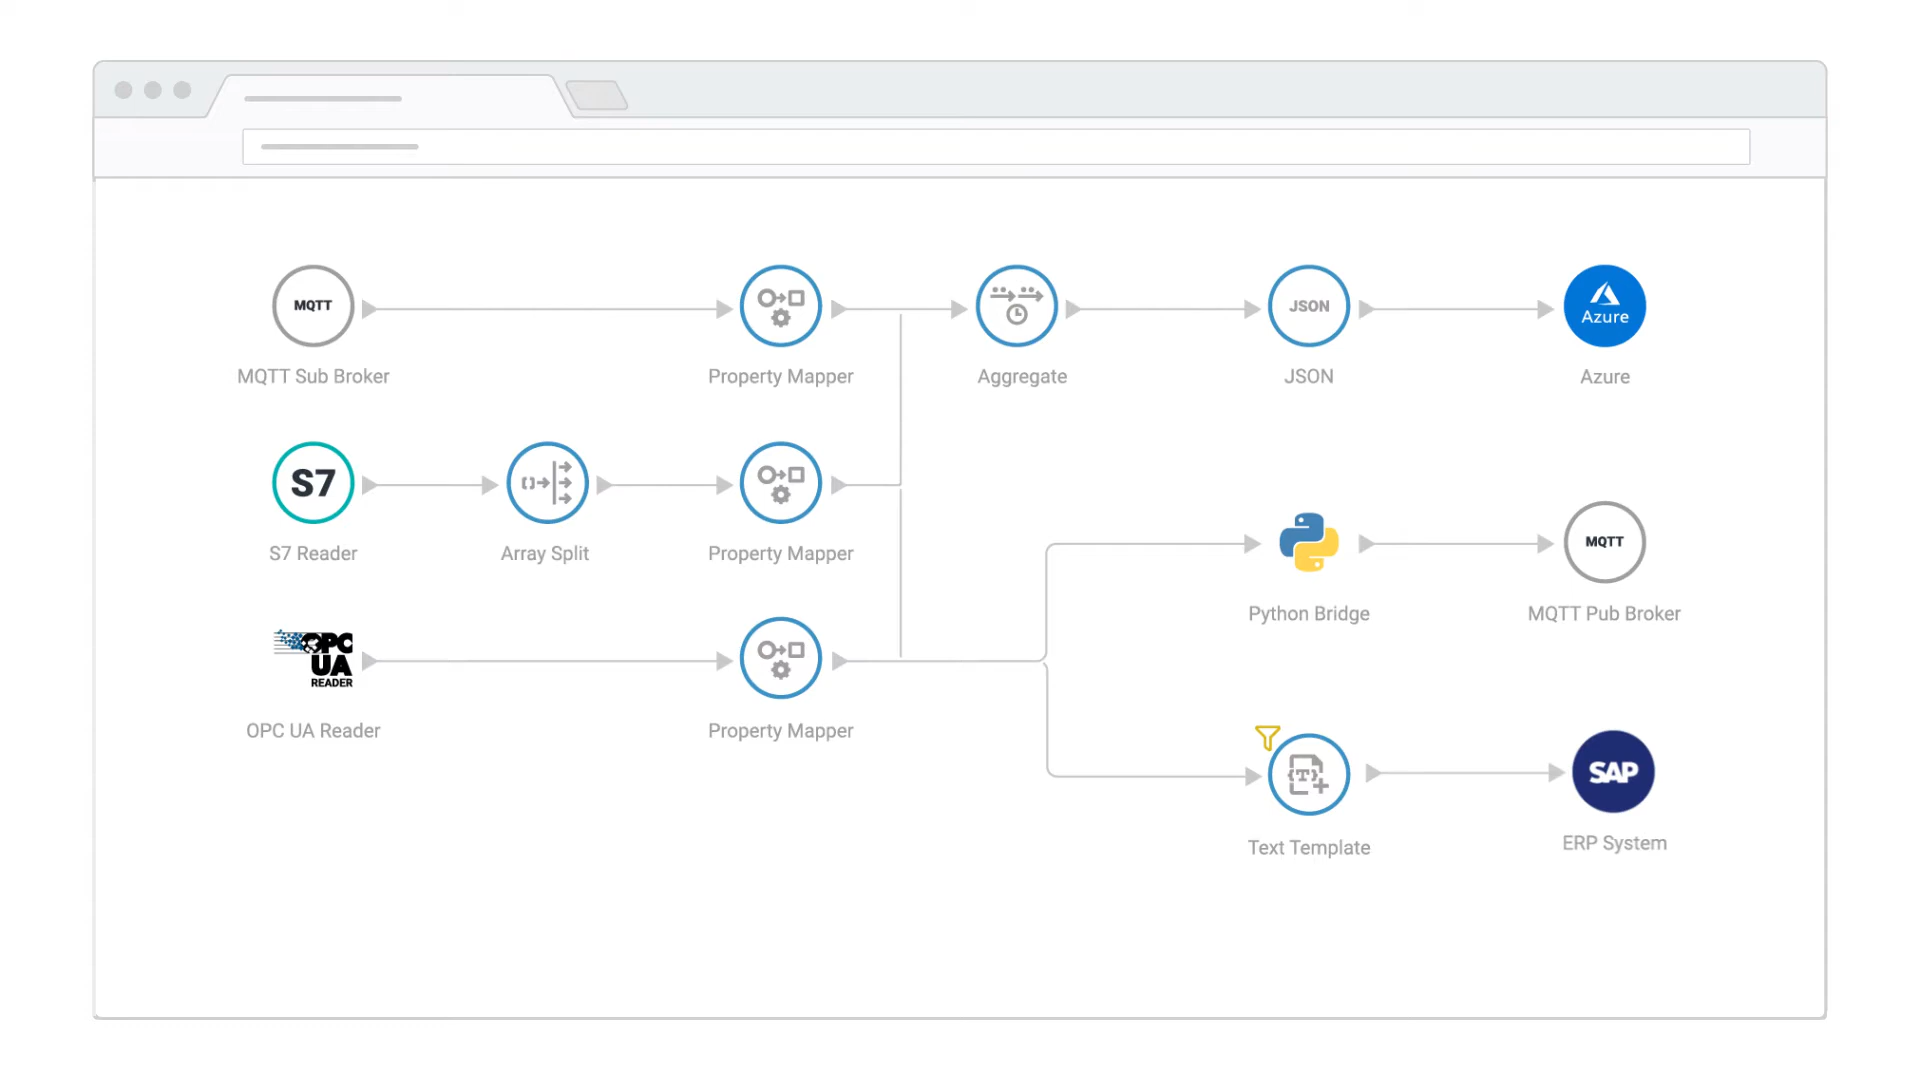 MQTT
MQTT Sub Broker
Property Mapper
Aggregate
JSON
JSON
Azure
Azure
S7
S7 Reader
Array Split
Property Mapper
Python Bridge
MQTT
MQTT Pub Broker
OPC
UA
READER
OPC UA Reader
Property Mapper
{T}
Text Template
SAP
ERP System